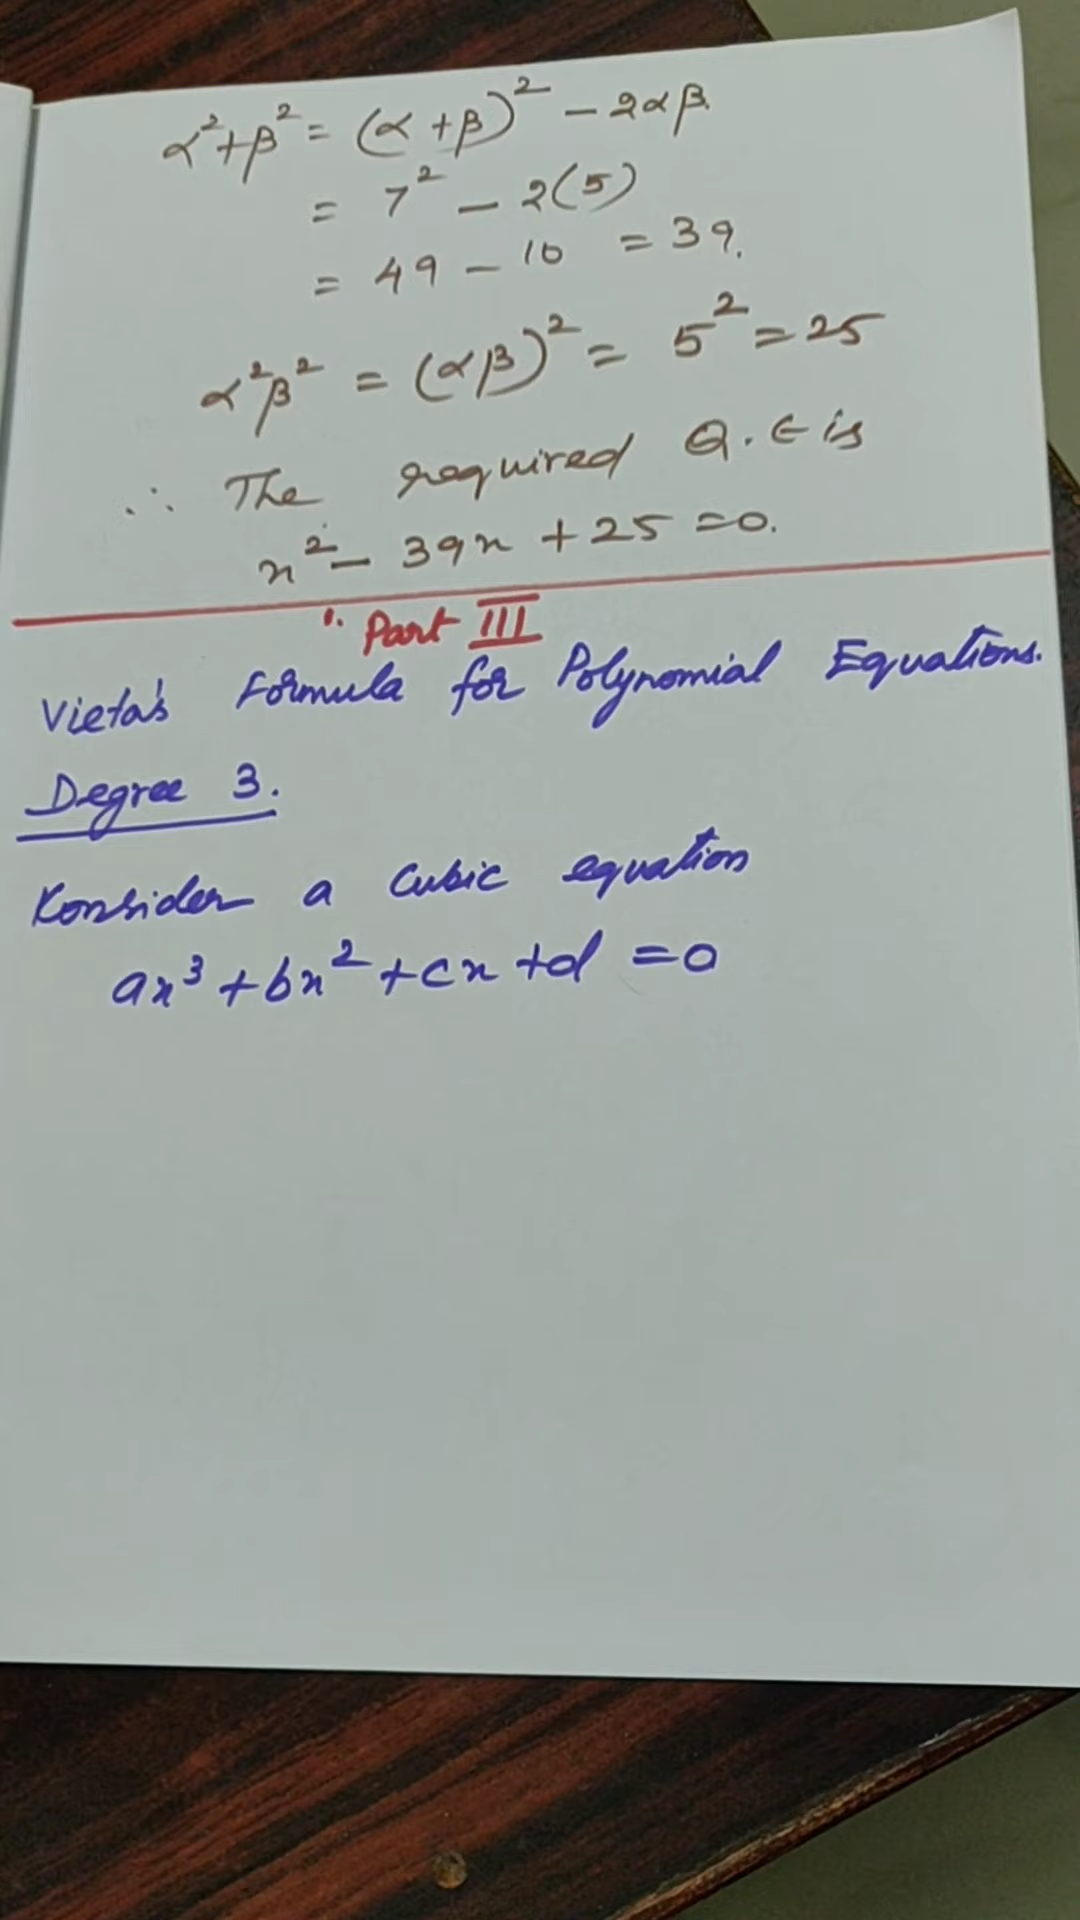 α²+β² = (α+β)² - 2αβ.
= 7² - 2(5)
= 49 - 10 = 39.
α²β² = (αβ)² = 5² = 25
∴ The required Q.E is
x² - 39x + 25 = 0.
Part III
Vieta's Formula for Polynomial Equations.
Degree 3.
Konsider a Cubic equation
ax³ + bx² + cx + d = 0